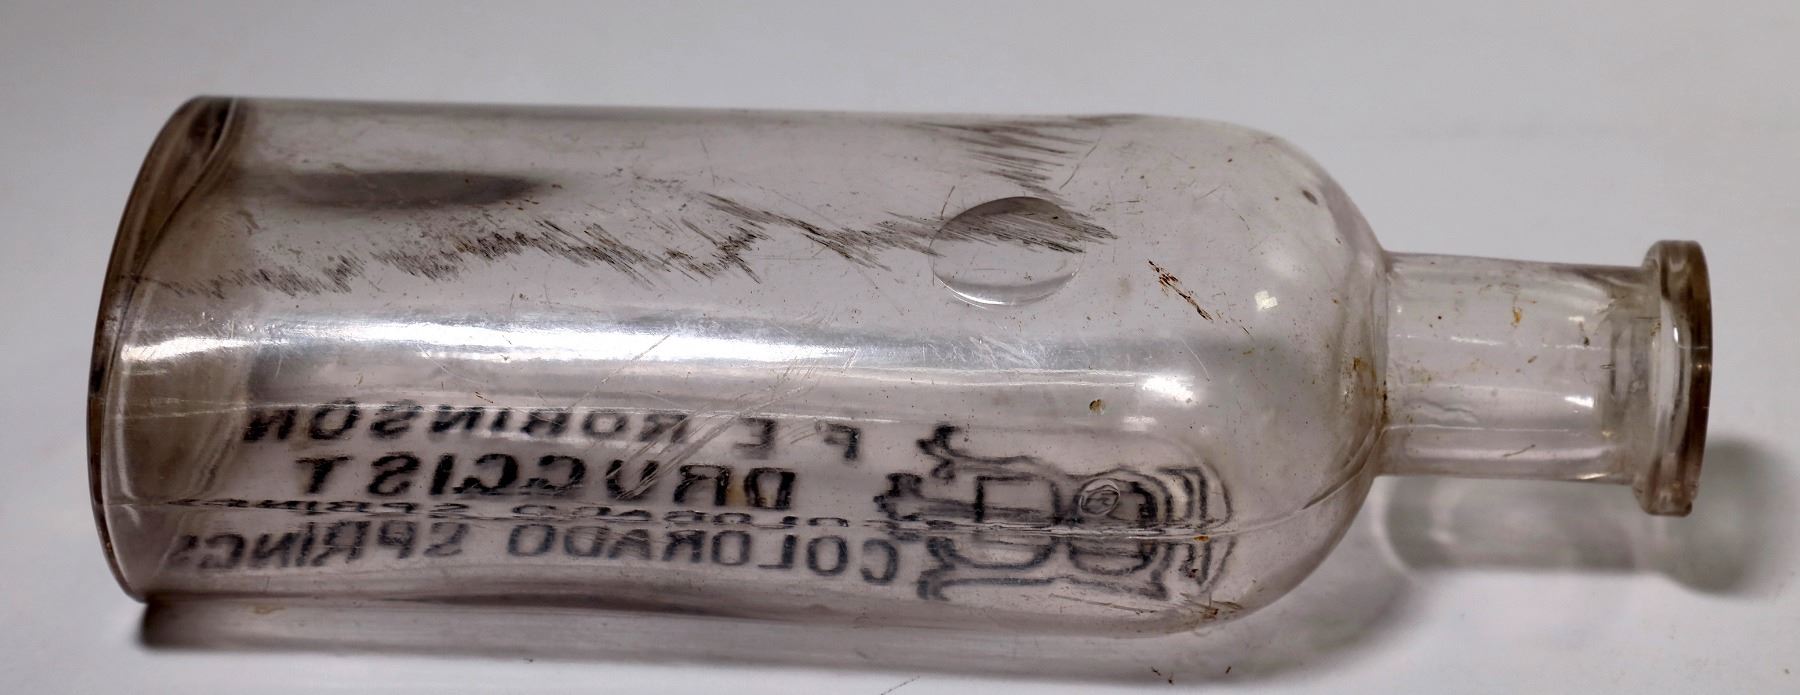 F E ROBINSON
DRUGGIST
COLORADO SPRINGS